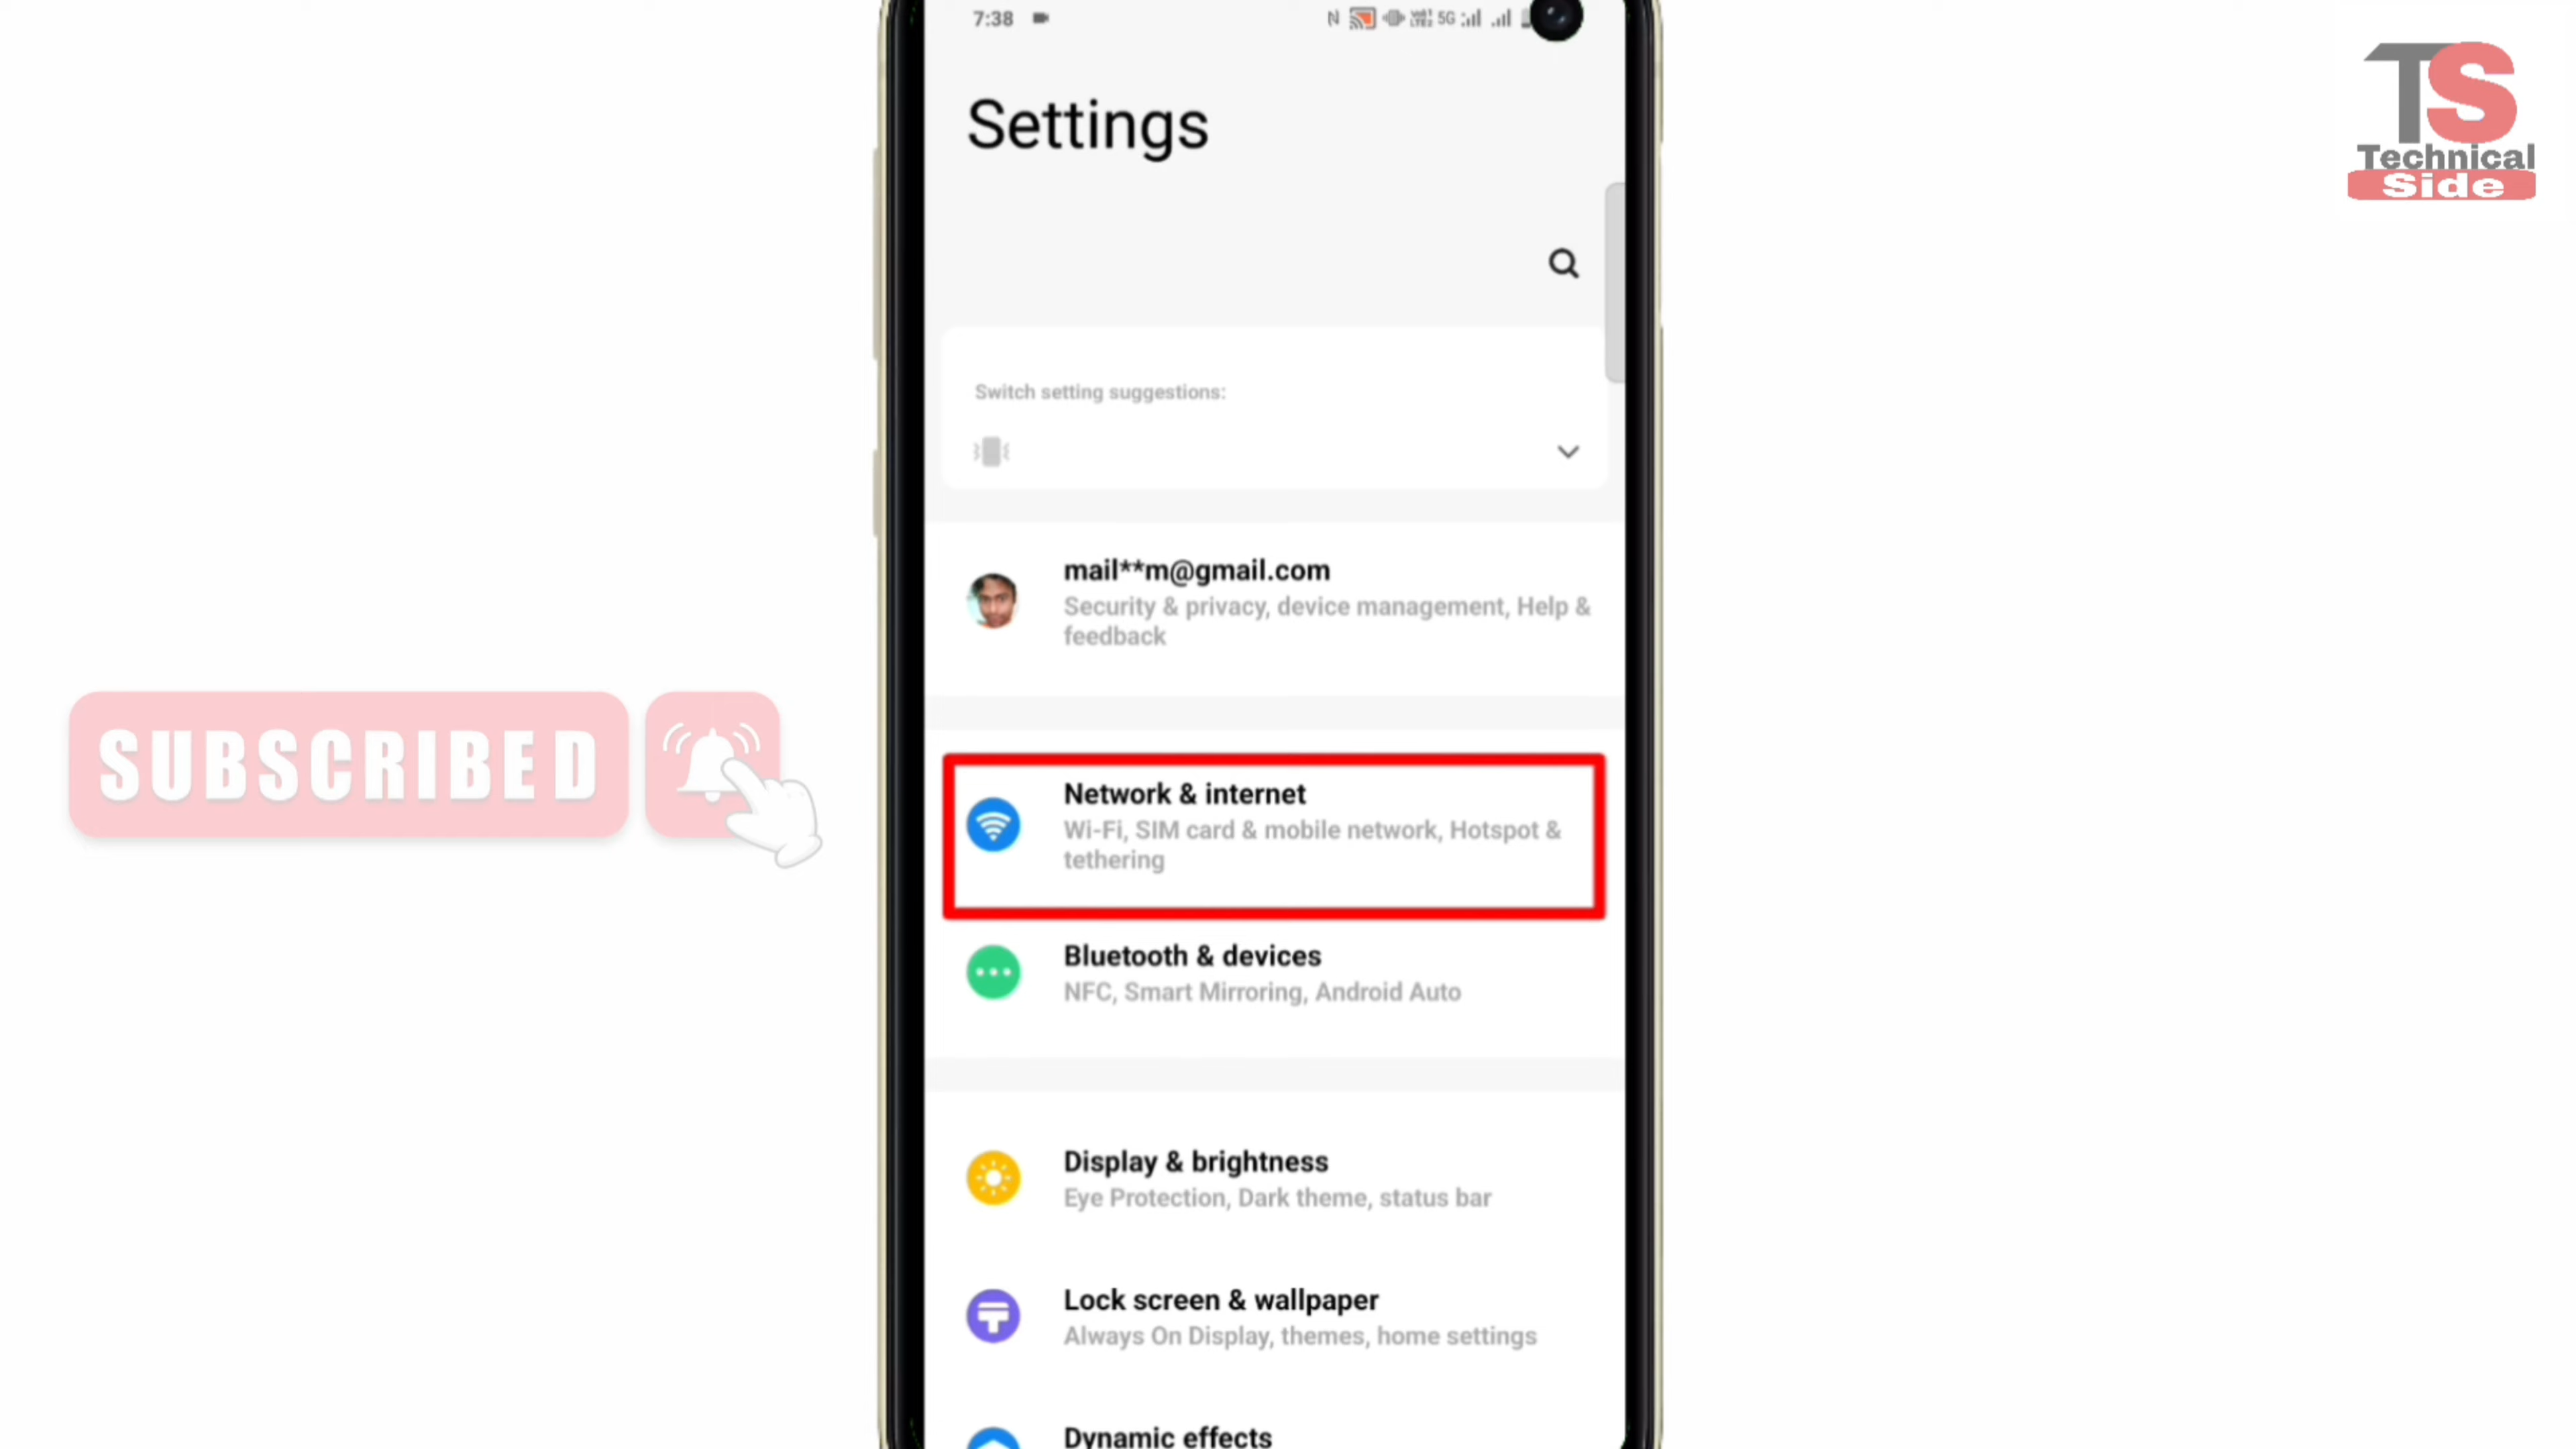 7:38
5G
Settings
TS
Technical
Side
Switch setting suggestions:
mail**m@gmail.com
Security & privacy, device management, Help &
feedback
SUBSCRIBED
Network & internet
Wi-Fi, SIM card & mobile network, Hotspot &
tethering
Bluetooth & devices
NFC, Smart Mirroring, Android Auto
Display & brightness
Eye Protection, Dark theme, status bar
Lock screen & wallpaper
Always On Display, themes, home settings
Dynamic effects